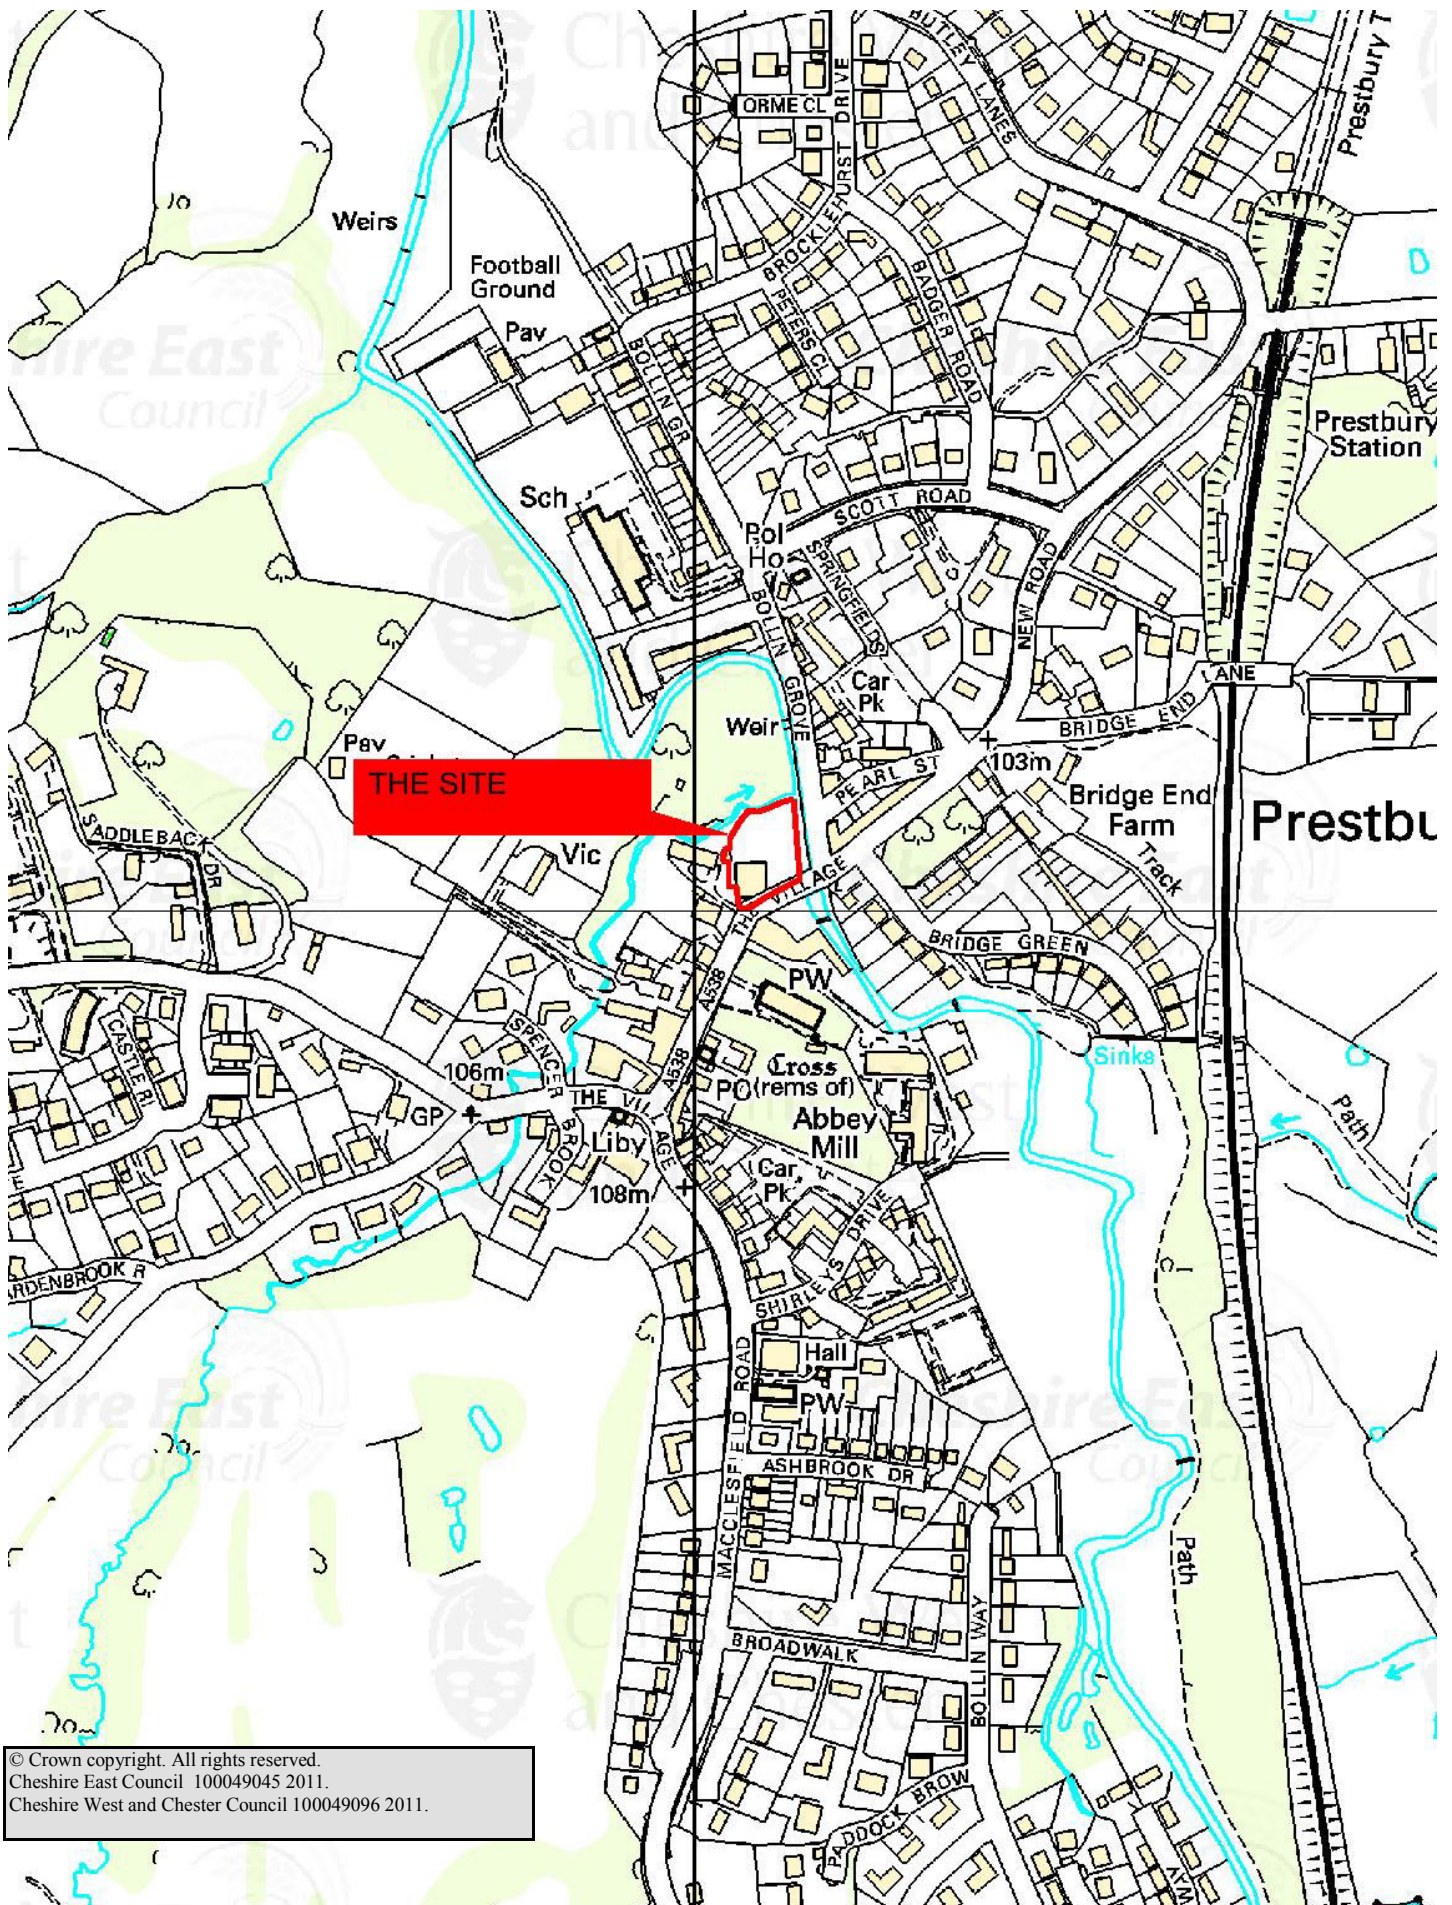 ORME CL
BUTLEY LANES
Prestbury T
BROCKLEHURST DRIVE
Weirs
Football
Ground
Pav
PETERS CL
BADGER ROAD
BOLLIN GR
Prestbury
Station
Sch
SCOTT ROAD
Pol
Ho
SPRINGFIELDS
NEW ROAD
BOLLIN GROVE
Car
Pk
BRIDGE END LANE
Weir
Pav
PEARL ST
103m
THE SITE
Bridge End
Farm
Prestbu
SADDLEBACK DR
Vic
Track
THE VILLAGE
BRIDGE GREEN
A538
PW
CASTLE RI
SPENCER BROOK
106m
A538
Cross
(rems of)
PO
Sinks
GP
THE VILLAGE
Abbey
Mill
Path
Liby
108m
Car
Pk
SHIRLEYS DRIVE
ARDENBROOK R
Hall
PW
MACCLESFIELD ROAD
ASHBROOK DR
Path
BROADWALK
BOLLIN WAY
PADDOCK BROW
WAY
© Crown copyright. All rights reserved.
Cheshire East Council 100049045 2011.
Cheshire West and Chester Council 100049096 2011.
Cheshire East
Council